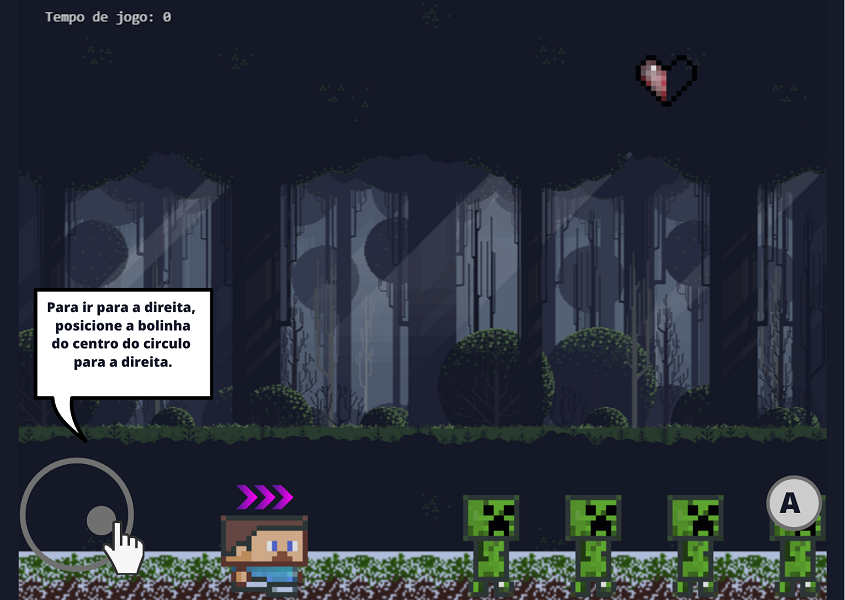 Tempo de jogo: 0
Para ir para a direita,
posicione a bolinha
do centro do circulo
para a direita.
A